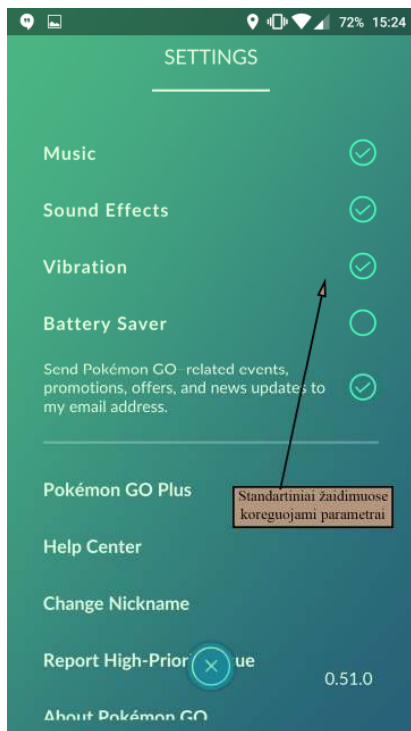 72% 15:24
SETTINGS
Music
Sound Effects
Vibration
Battery Saver
Send Pokémon GO-related events,
promotions, offers, and news updates to
my email address.
Pokémon GO Plus
Standartiniai žaidimuose
koreguojami parametrai
Help Center
Change Nickname
Report High-Prior ue
0.51.0
About Pokémon GO